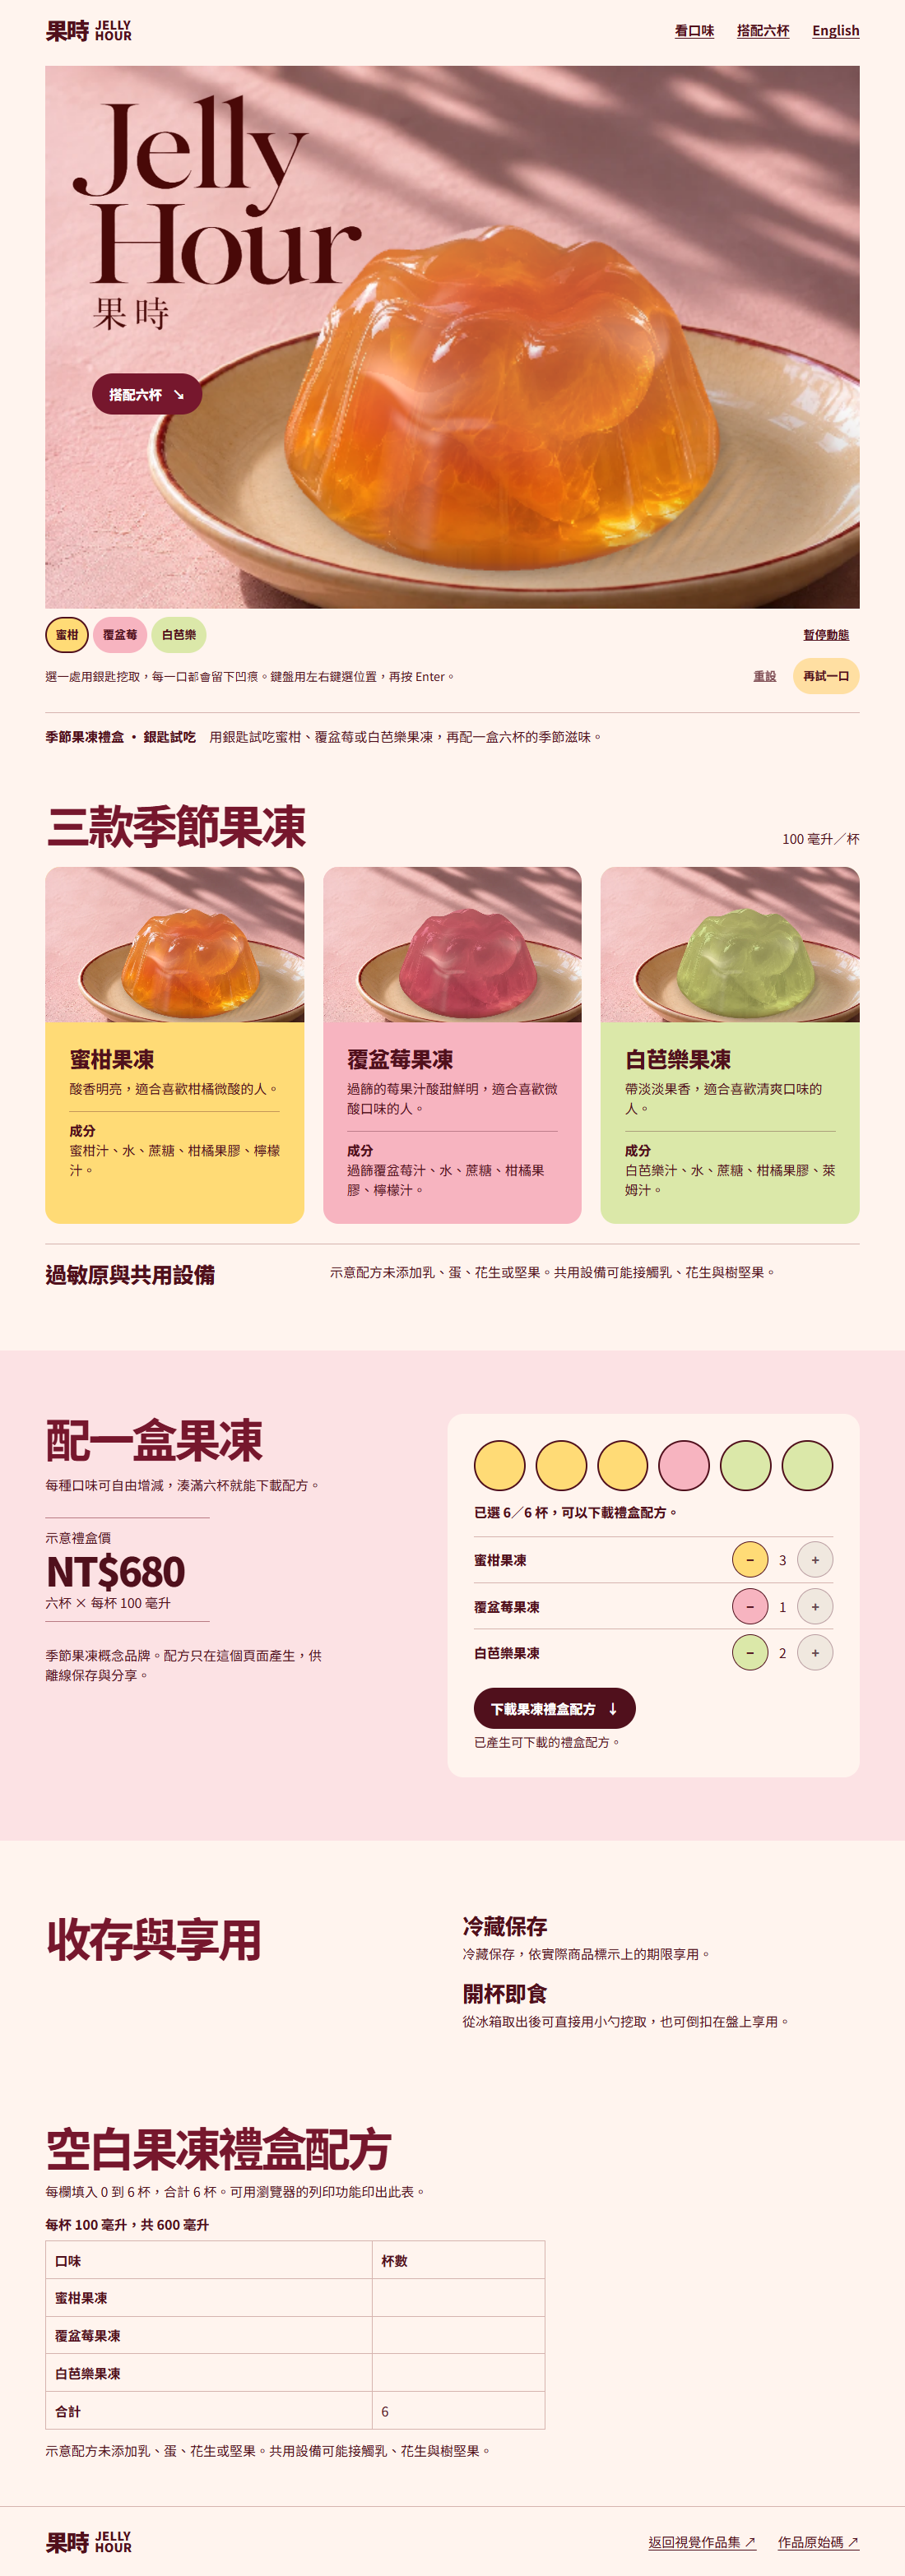 果時 JELLY HOUR
看口味 搭配六杯 English
Jelly
Hour
果時
搭配六杯 ↘
蜜柑 覆盆莓 白芭樂 暫停動態
選一處用銀匙挖取，每一口都會留下凹痕。鍵盤用左右鍵選位置，再按 Enter。 重設 再試一口
季節果凍禮盒・銀匙試吃 用銀匙試吃蜜柑、覆盆莓或白芭樂果凍，再配一盒六杯的季節滋味。
三款季節果凍
100 毫升／杯
蜜柑果凍
酸香明亮，適合喜歡柑橘微酸的人。
成分
蜜柑汁、水、蔗糖、柑橘果膠、檸檬
汁。
覆盆莓果凍
過篩的莓果汁酸甜鮮明，適合喜歡微
酸口味的人。
成分
過篩覆盆莓汁、水、蔗糖、柑橘果
膠、檸檬汁。
白芭樂果凍
帶淡淡果香，適合喜歡清爽口味的
人。
成分
白芭樂汁、水、蔗糖、柑橘果膠、萊
姆汁。
過敏原與共用設備
示意配方未添加乳、蛋、花生或堅果。共用設備可能接觸乳、花生與樹堅果。
配一盒果凍
每種口味可自由增減，湊滿六杯就能下載配方。
示意禮盒價
NT$680
六杯 × 每杯 100 毫升
季節果凍概念品牌。配方只在這個頁面產生，供
離線保存與分享。
已選 6／6 杯，可以下載禮盒配方。
蜜柑果凍 − 3 +
覆盆莓果凍 − 1 +
白芭樂果凍 − 2 +
下載果凍禮盒配方 ↓
已產生可下載的禮盒配方。
收存與享用
冷藏保存
冷藏保存，依實際商品標示上的期限享用。
開杯即食
從冰箱取出後可直接用小勺挖取，也可倒扣在盤上享用。
空白果凍禮盒配方
每欄填入 0 到 6 杯，合計 6 杯。可用瀏覽器的列印功能印出此表。
每杯 100 毫升，共 600 毫升
口味 杯數
蜜柑果凍
覆盆莓果凍
白芭樂果凍
合計 6
示意配方未添加乳、蛋、花生或堅果。共用設備可能接觸乳、花生與樹堅果。
果時 JELLY HOUR
返回視覺作品集 ↗ 作品原始碼 ↗